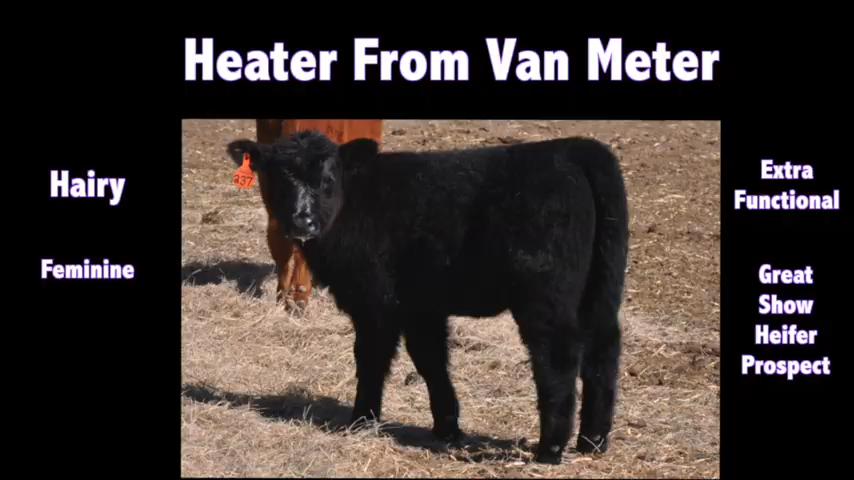 Heater From Van Meter
Hairy
Feminine
237
Extra
Functional
Great
Show
Heifer
Prospect